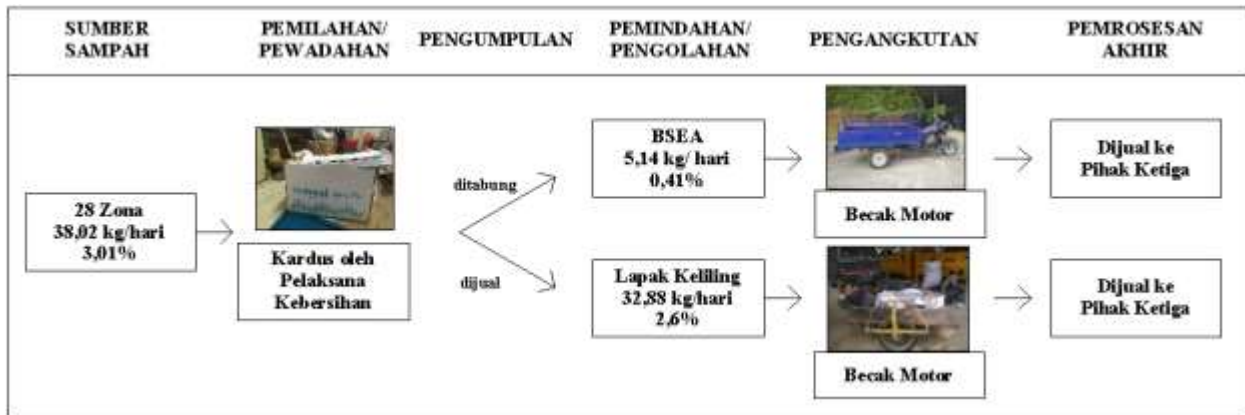 SUMBER
SAMPAH
PEMILAHAN/
PEWADAHAN
PENGUMPULAN
PEMINDAHAN/
PENGOLAHAN
PENGANGKUTAN
PEMROSESAN
AKHIR
28 Zona
38,02 kg/hari
3,01%
Kardus oleh
Pelaksana
Kebersihan
ditabung
dijual
BSEA
5,14 kg/ hari
0,41%
Becak Motor
Dijual ke
Pihak Ketiga
Lapak Keliling
32,88 kg/hari
2,6%
Becak Motor
Dijual ke
Pihak Ketiga